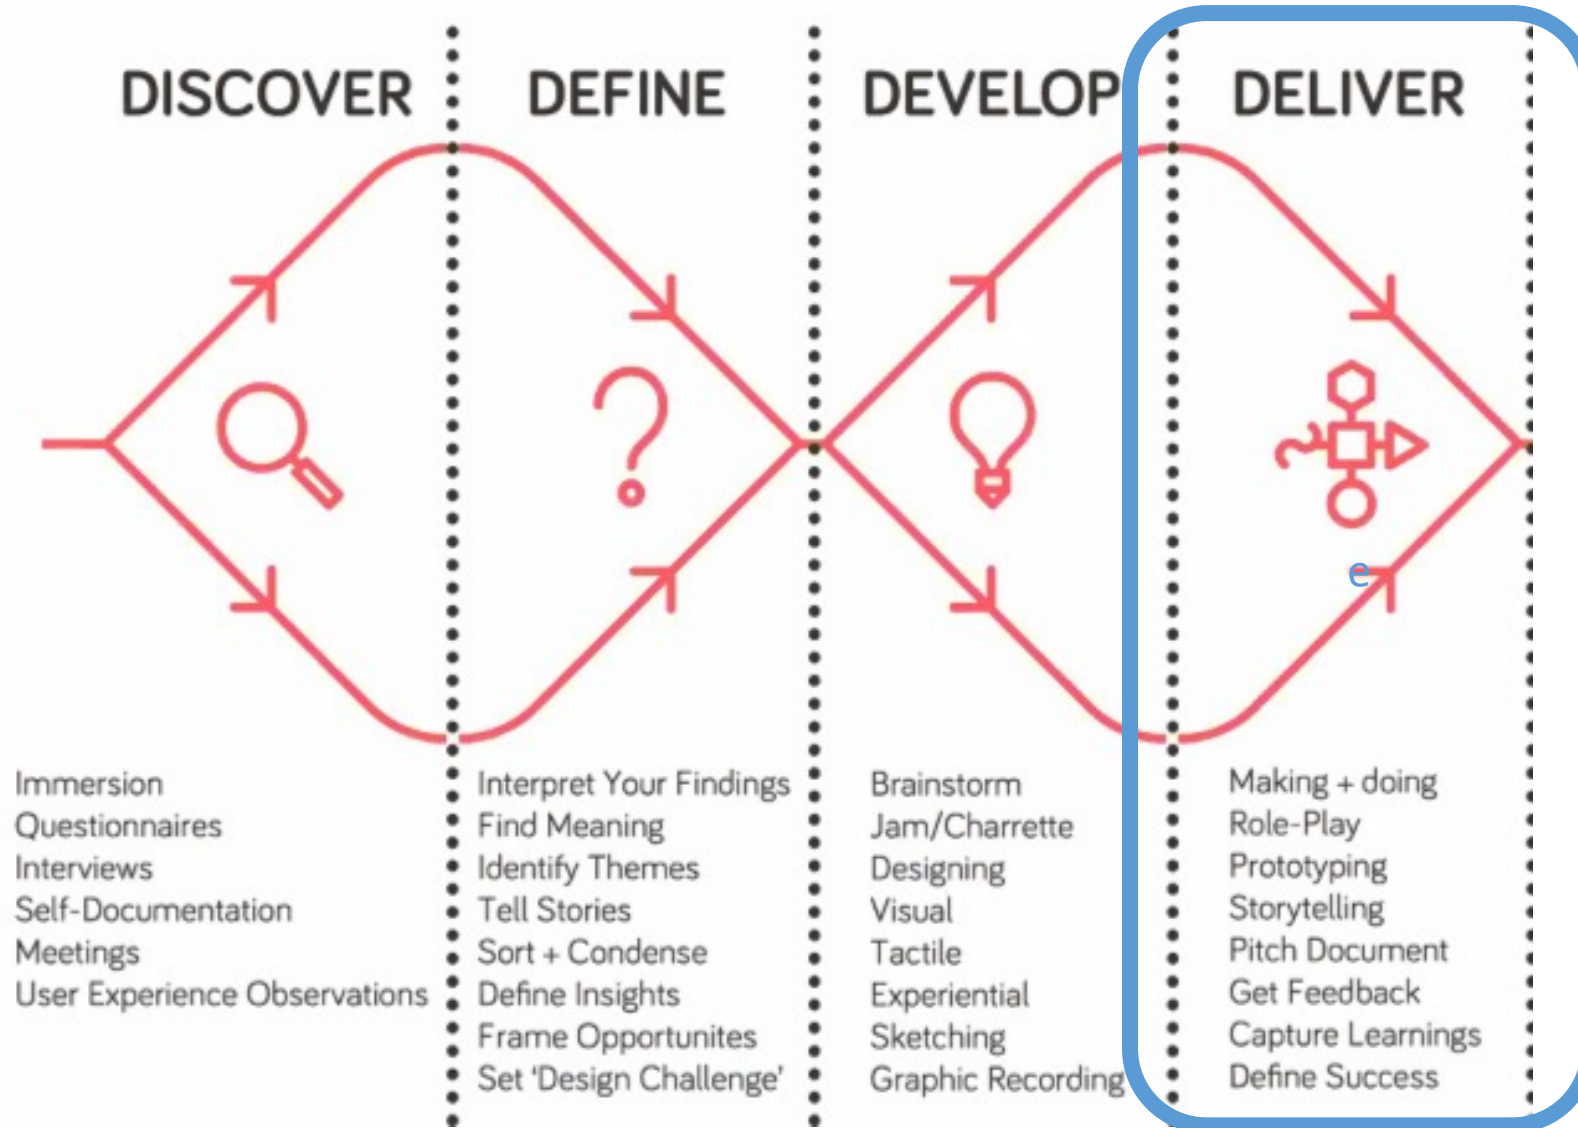 DISCOVER
DEFINE
DEVELOP
DELIVER
e
Immersion
Questionnaires
Interviews
Self-Documentation
Meetings
User Experience Observations
Interpret Your Findings
Find Meaning
Identify Themes
Tell Stories
Sort + Condense
Define Insights
Frame Opportunites
Set ‘Design Challenge’
Brainstorm
Jam/Charrette
Designing
Visual
Tactile
Experiential
Sketching
Graphic Recording
Making + doing
Role-Play
Prototyping
Storytelling
Pitch Document
Get Feedback
Capture Learnings
Define Success